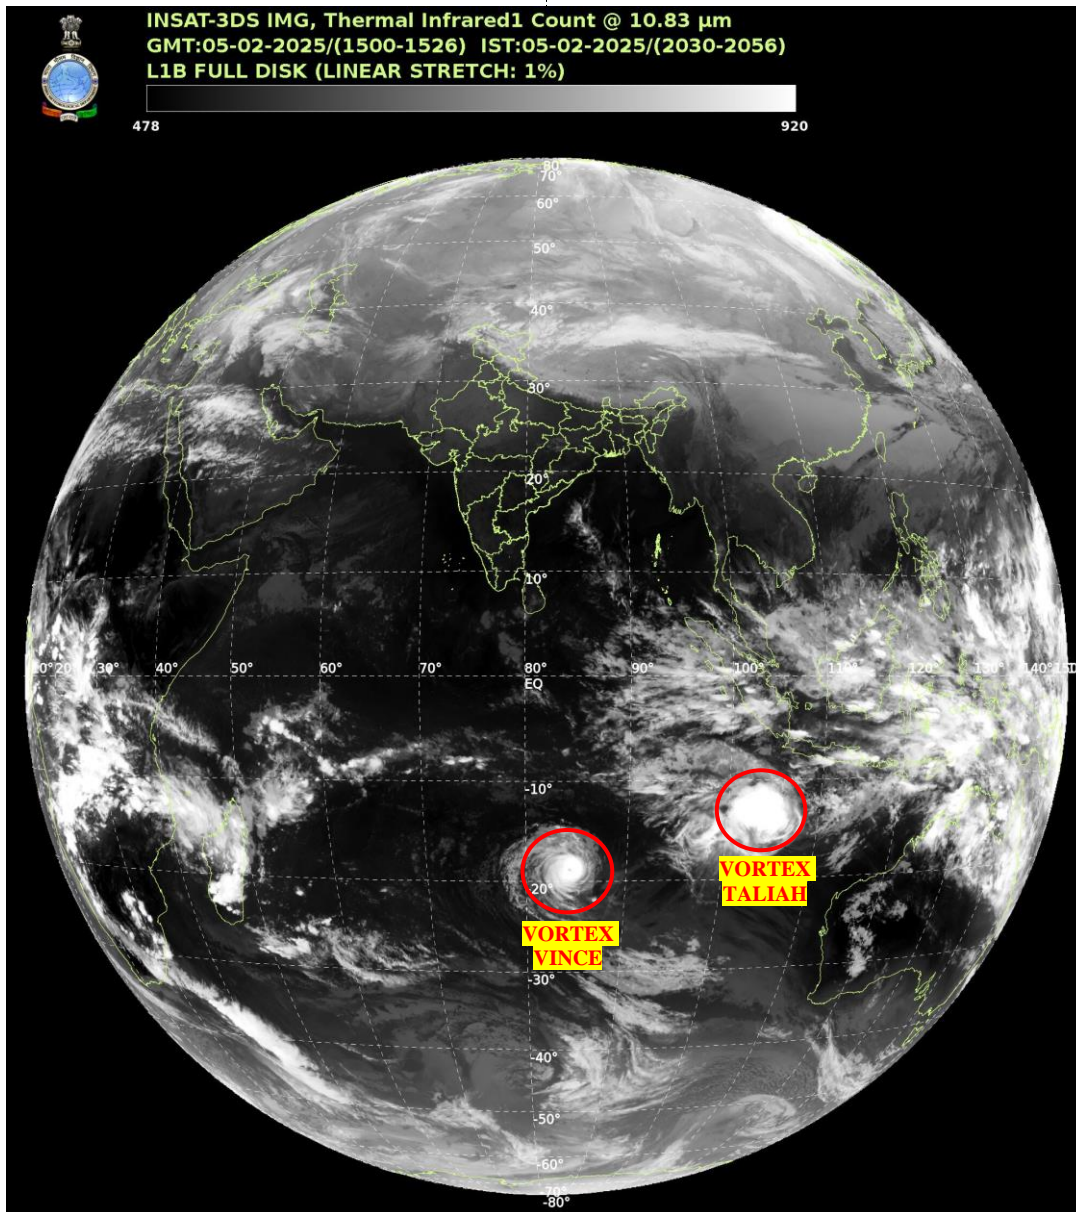 INSAT-3DS IMG, Thermal Infrared1 Count @ 10.83 μm
GMT:05-02-2025/(1500-1526) IST:05-02-2025/(2030-2056)
L1B FULL DISK (LINEAR STRETCH: 1%)
478 920
80°
70°
60°
50°
40°
30°
20°
10°
20° 30° 40° 50° 60° 70° 80° 90° 100° 110° 120° 130° 140°
EQ
-10°
20°
VORTEX
TALIAH
VORTEX
VINCE
-30°
-40°
-50°
-60°
-70°
-80°